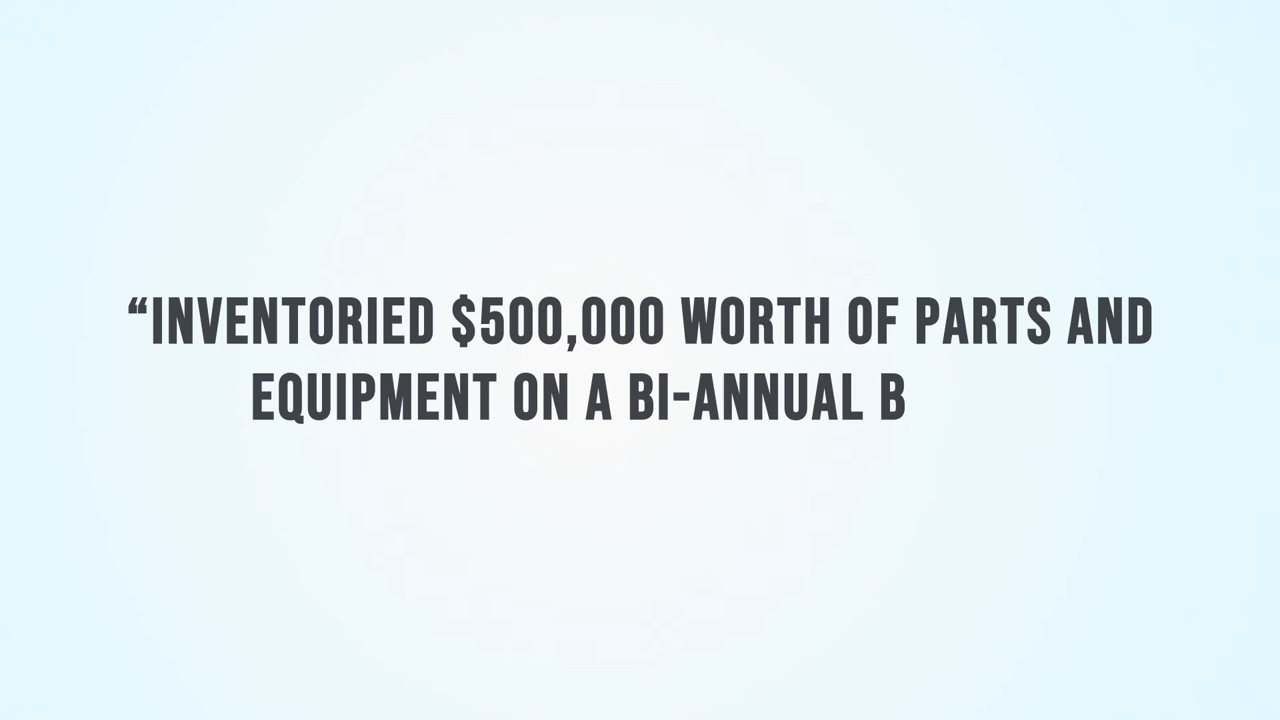 “INVENTORIED $500,000 WORTH OF PARTS AND
EQUIPMENT ON A BI-ANNUAL B